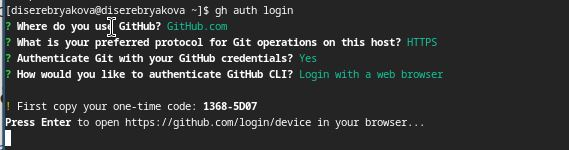 [diserebryakova@diserebryakova ~]$ gh auth login
? Where do you use GitHub? GitHub.com
? What is your preferred protocol for Git operations on this host? HTTPS
? Authenticate Git with your GitHub credentials? Yes
? How would you like to authenticate GitHub CLI? Login with a web browser
! First copy your one-time code: 1368-5D07
Press Enter to open https://github.com/login/device in your browser...